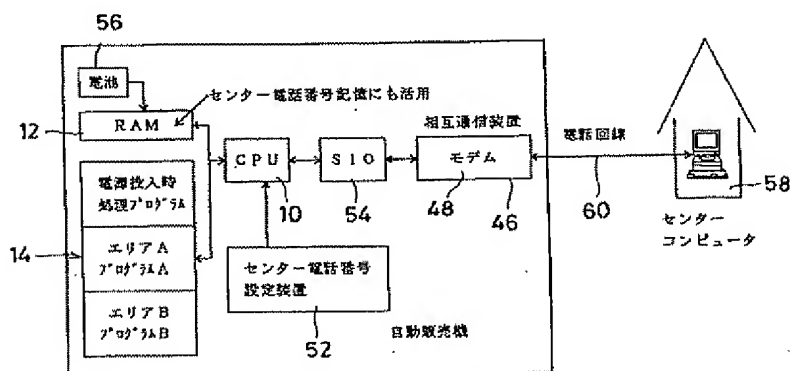 56
電池
センター電話番号記憶にも活用
12
RAM
相互通信装置
電話回線
CPU
SIO
モデム
10
54
48
46
60
58
センター
コンピュータ
電源投入時
処理プログラム
14
エリアA
プログラムA
エリアB
プログラムB
センター電話番号
設定装置
52
自動販売機